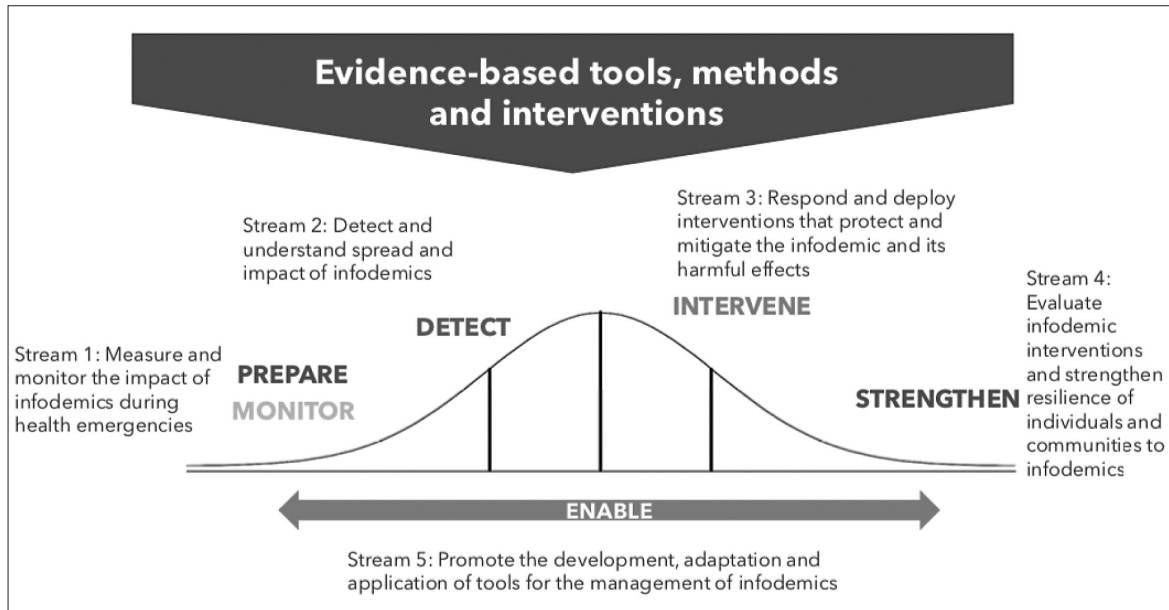 Evidence-based tools, methods
and interventions
Stream 1: Measure and
monitor the impact of
infodemics during
health emergencies
PREPARE
MONITOR
Stream 2: Detect and
understand spread and
impact of infodemics
DETECT
Stream 3: Respond and deploy
interventions that protect and
mitigate the infodemic and its
harmful effects
INTERVENE
Stream 4:
Evaluate
infodemic
interventions
and strengthen
resilience of
individuals and
communities to
infodemics
STRENGTHEN
ENABLE
Stream 5: Promote the development, adaptation and
application of tools for the management of infodemics